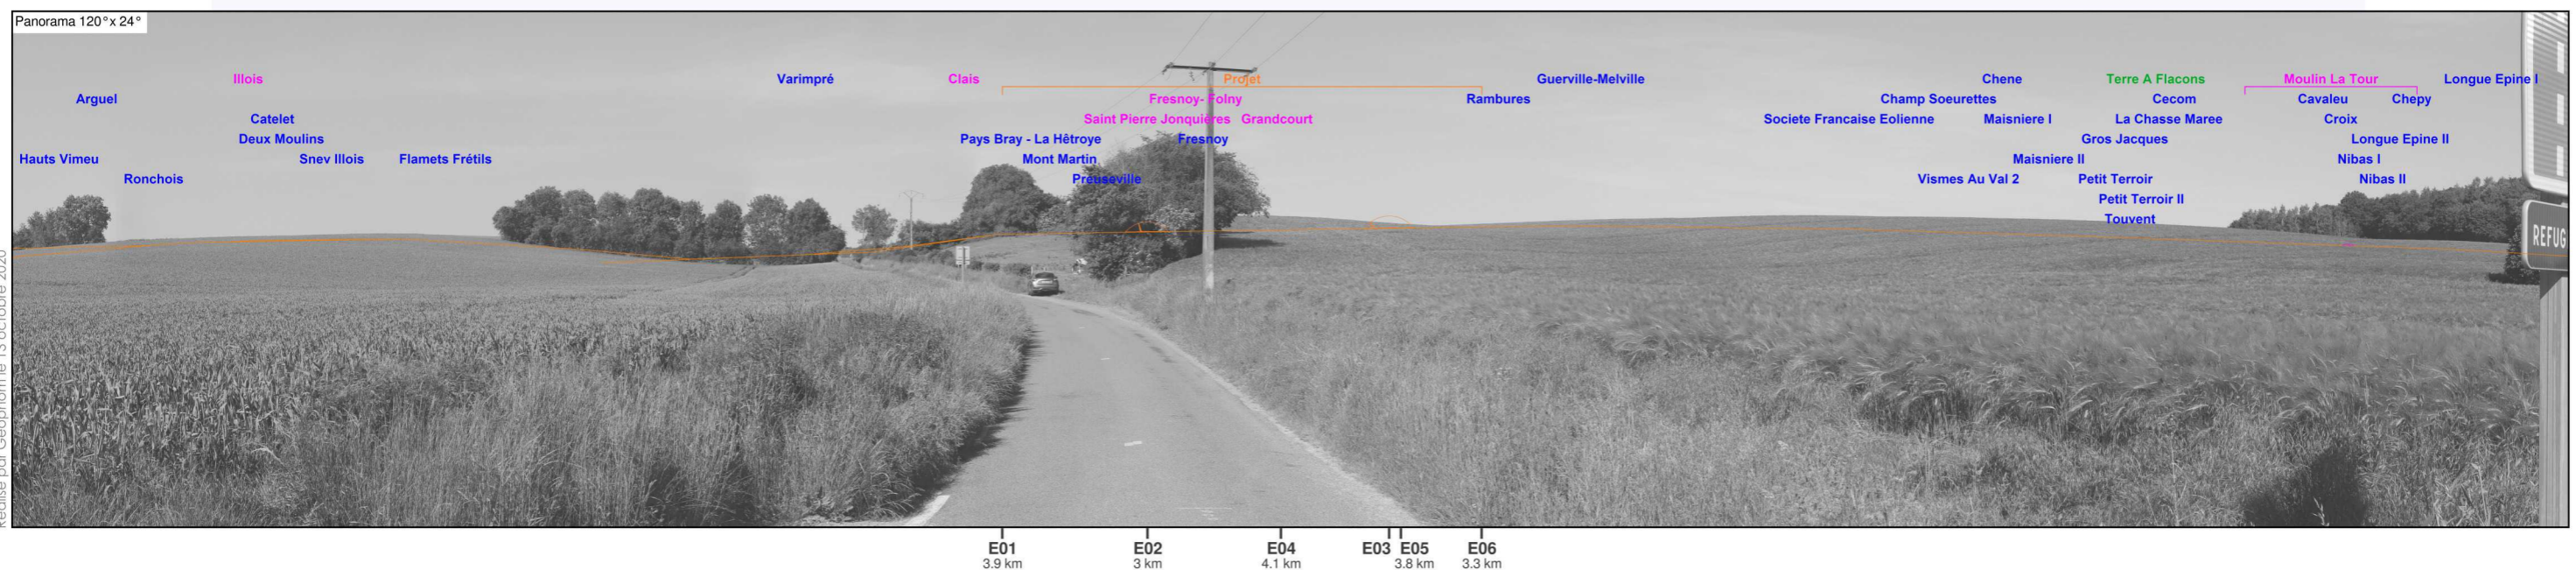 Panorama 120°x 24°
Illois Varimpré Clais Projet Guerville-Melville Chene Terre A Flacons Moulin La Tour Longue Epine I
Arguel Fresnoy- Folny Rambures Champ Soeurettes Cecom Cavaleu Chepy
Catelet Saint Pierre Jonquières Grandcourt Societe Francaise Eolienne Maisniere I La Chasse Maree Croix
Deux Moulins Pays Bray - La Hêtroye Fresnoy Gros Jacques Longue Epine II
Hauts Vimeu Snev Illois Flamets Frétils Mont Martin Maisniere II Nibas I
Ronchois Preuseville Vismes Au Val 2 Petit Terroir Nibas II
Petit Terroir II
Touvent
REFUG
E01 E02 E04 E03 E05 E06
3.9 km 3 km 4.1 km 3.8 km 3.3 km